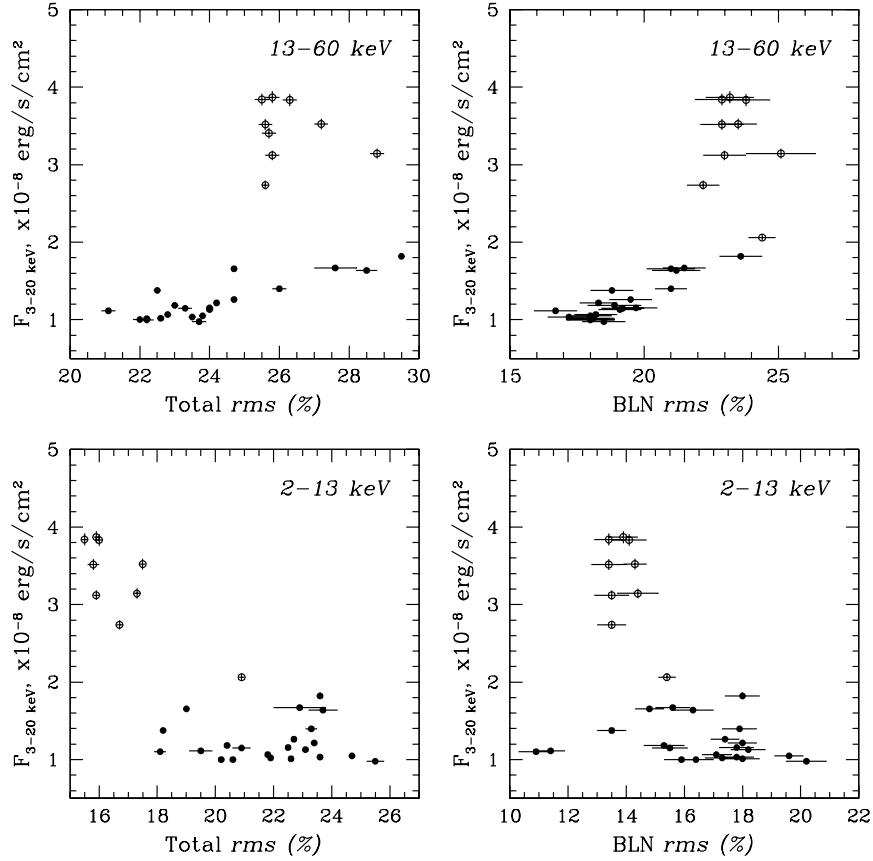 13−60 keV
F3−20 keV, x10−8 erg/s/cm2
5
4
3
2
1
20 22 24 26 28 30
Total rms (%)
13−60 keV
F3−20 keV, x10−8 erg/s/cm2
5
4
3
2
1
15 20 25
BLN rms (%)
2−13 keV
F3−20 keV, x10−8 erg/s/cm2
5
4
3
2
1
16 18 20 22 24 26
Total rms (%)
2−13 keV
F3−20 keV, x10−8 erg/s/cm2
5
4
3
2
1
10 12 14 16 18 20 22
BLN rms (%)